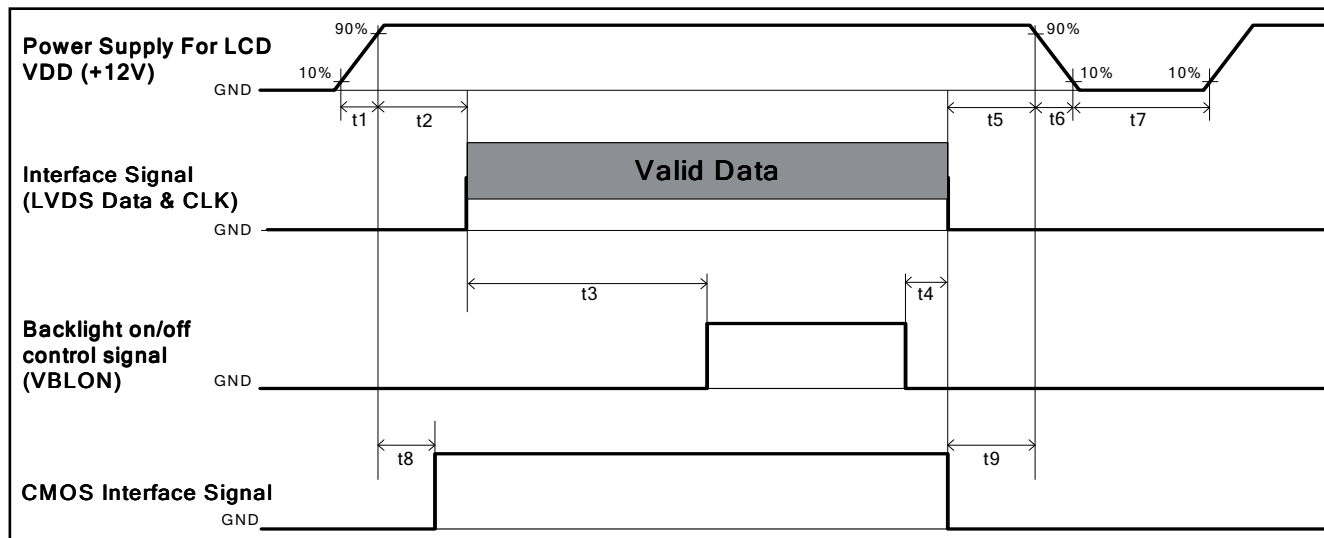 90%
90%
Power Supply For LCD
VDD (+12V)
10%
10%
10%
GND
t1
t2
t5
t6
t7
Valid Data
Interface Signal
(LVDS Data & CLK)
GND
t3
t4
Backlight on/off
control signal
(VBLON)
GND
t8
t9
CMOS Interface Signal
GND